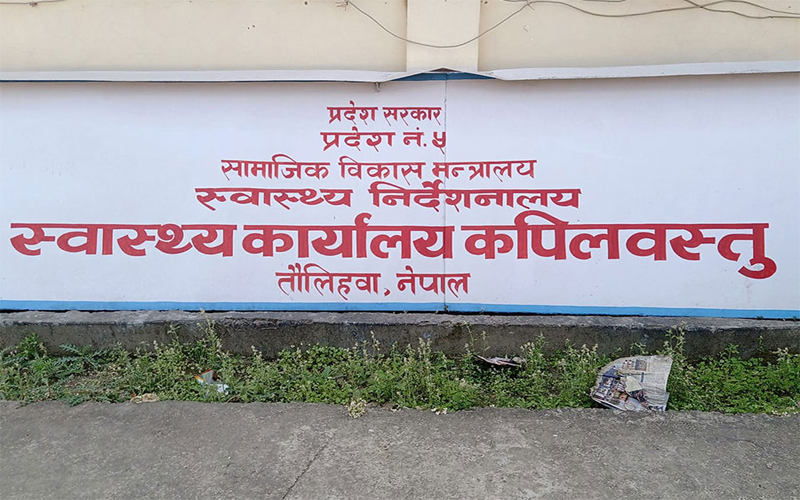 प्रदेश सरकार
प्रदेश नं. ५
सामाजिक विकास मन्त्रालय
स्वास्थ्य निर्देशनालय
स्वास्थ्य कार्यालय कपिलवस्तु
तौलिहवा, नेपाल